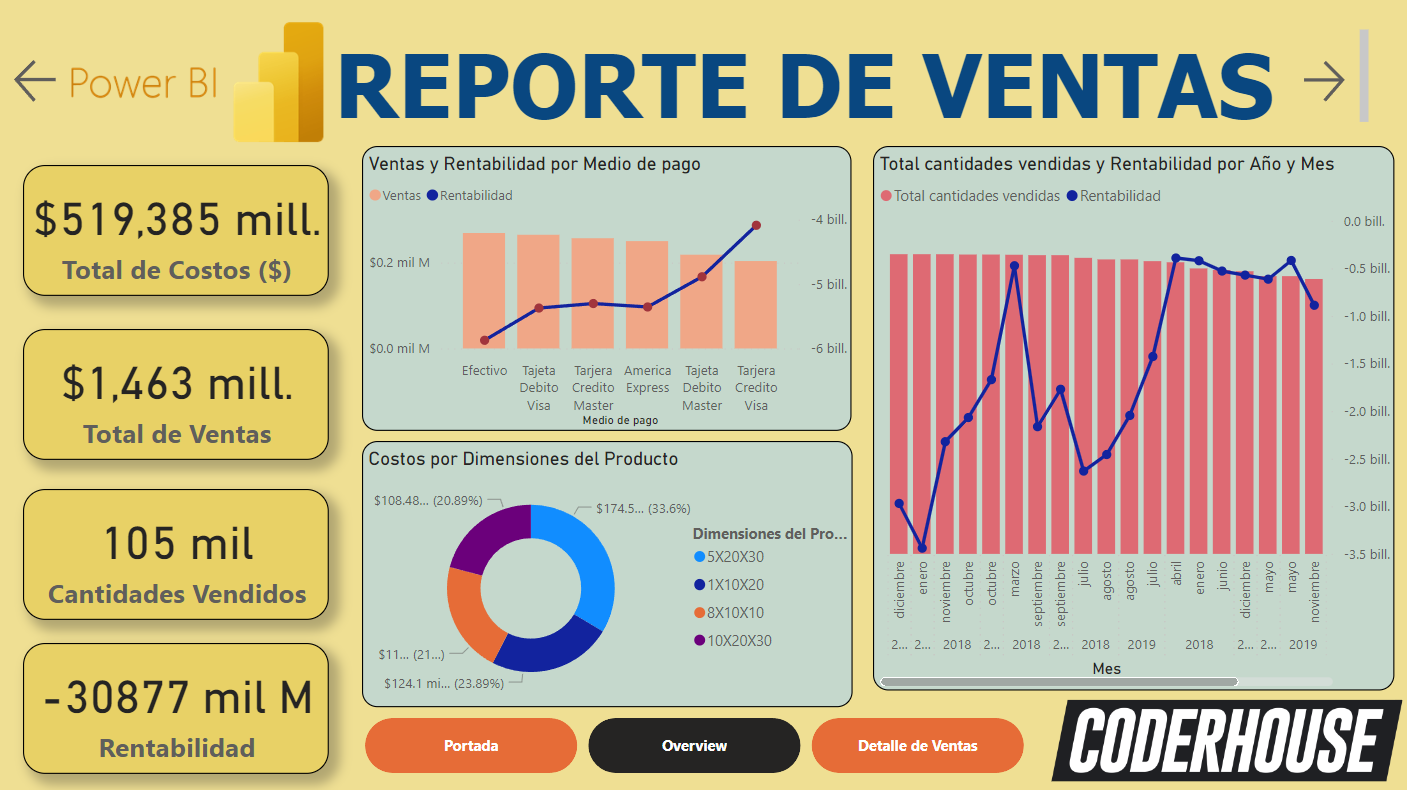 Power BI
REPORTE DE VENTAS
$519,385 mill.
Total de Costos ($)
$1,463 mill.
Total de Ventas
105 mil
Cantidades Vendidos
-30877 mil M
Rentabilidad
Ventas y Rentabilidad por Medio de pago
Ventas Rentabilidad
$0.2 mil M
$0.0 mil M
-4 bill.
-5 bill.
-6 bill.
Efectivo
Tajeta Debito Visa
Tarjera Credito Master
America Express
Tajeta Debito Master
Tarjera Credito Visa
Medio de pago
Costos por Dimensiones del Producto
$108.48... (20.89%)
$174.5... (33.6%)
$11... (21...)
$124.1 mi... (23.89%)
Dimensiones del Pro...
5X20X30
1X10X20
8X10X10
10X20X30
Total cantidades vendidas y Rentabilidad por Año y Mes
Total cantidades vendidas Rentabilidad
0.0 bill.
-0.5 bill.
-1.0 bill.
-1.5 bill.
-2.0 bill.
-2.5 bill.
-3.0 bill.
-3.5 bill.
diciembre
enero
noviembre
octubre
octubre
marzo
septiembre
septiembre
julio
agosto
agosto
julio
abril
enero
junio
diciembre
mayo
mayo
noviembre
2... 2... 2018 2... 2018 2... 2018 2019 2018 2... 2... 2019
Mes
Portada
Overview
Detalle de Ventas
CODERHOUSE